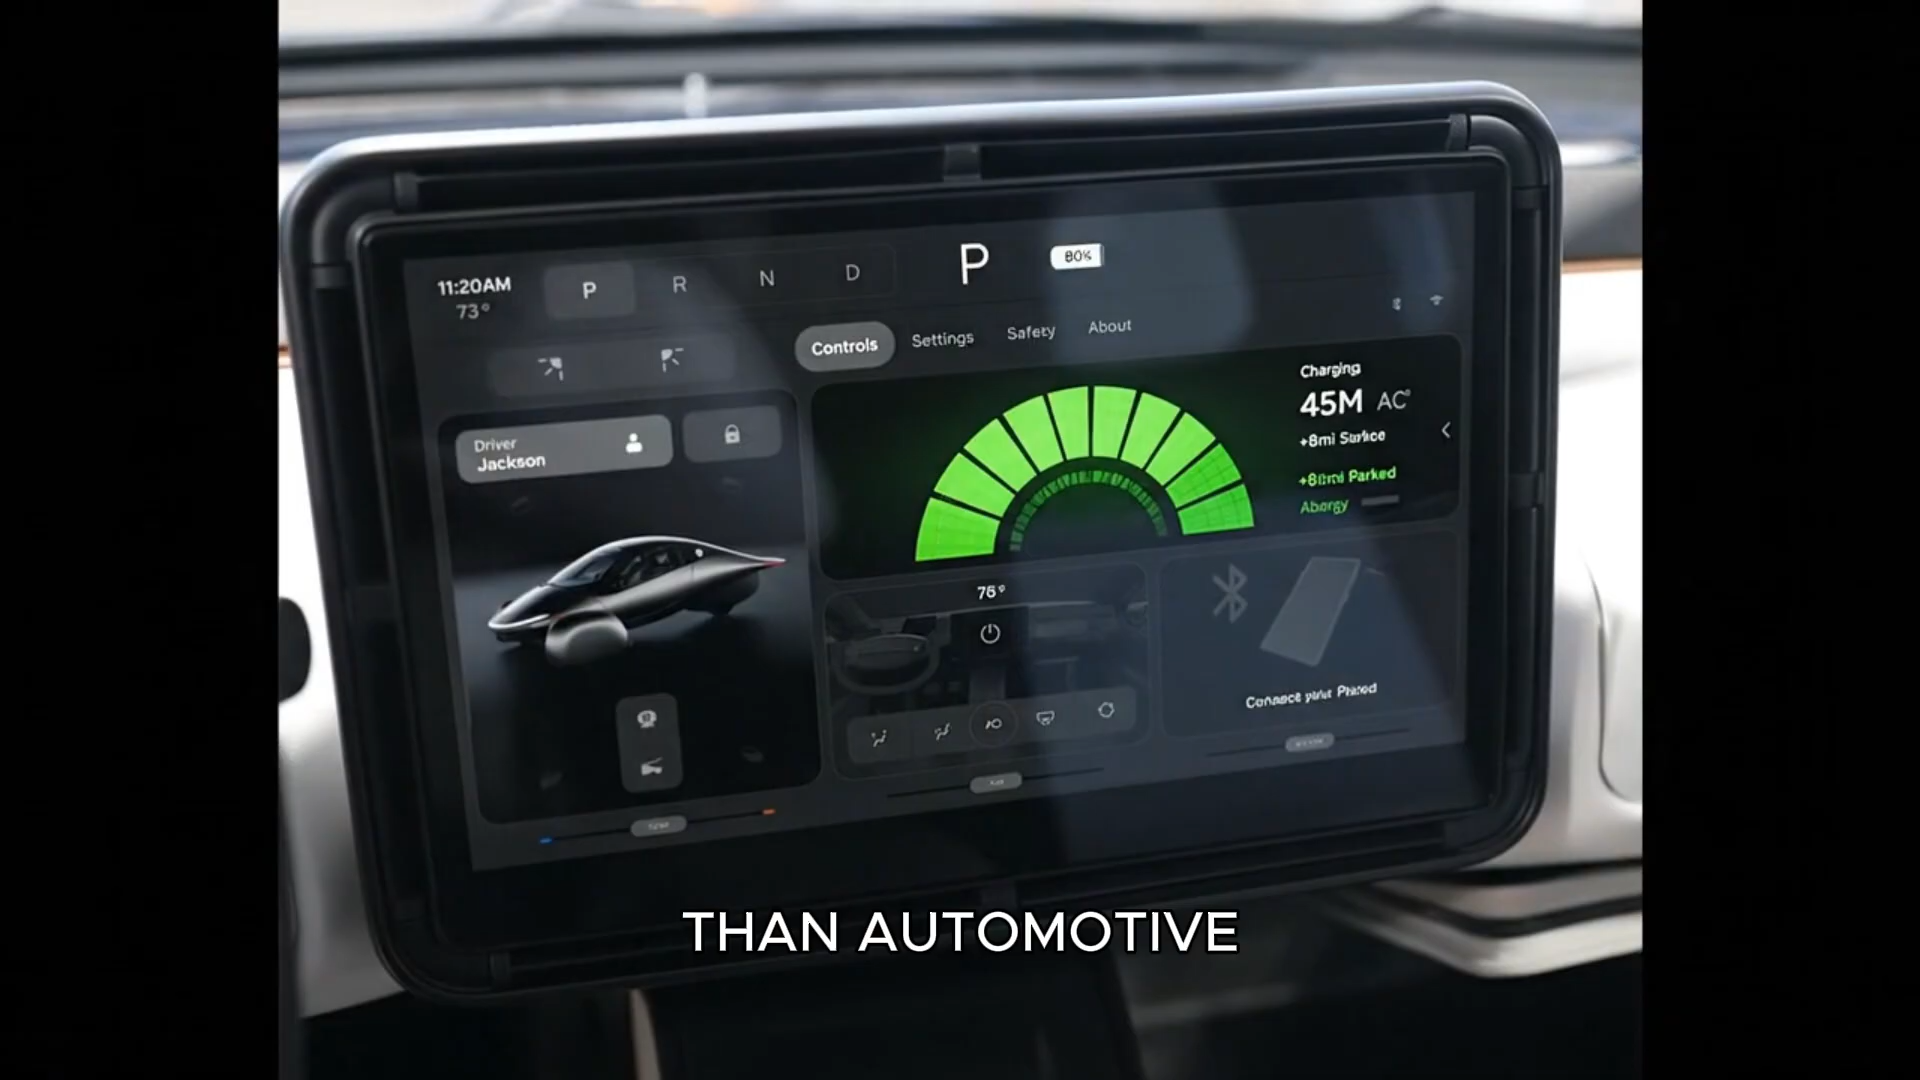 11:20AM
73°
P R N D
P
80%
Controls Settings Safety About
Driver
Jackson
Charging
45M AC
+8mi
Parked
76°
THAN AUTOMOTIVE